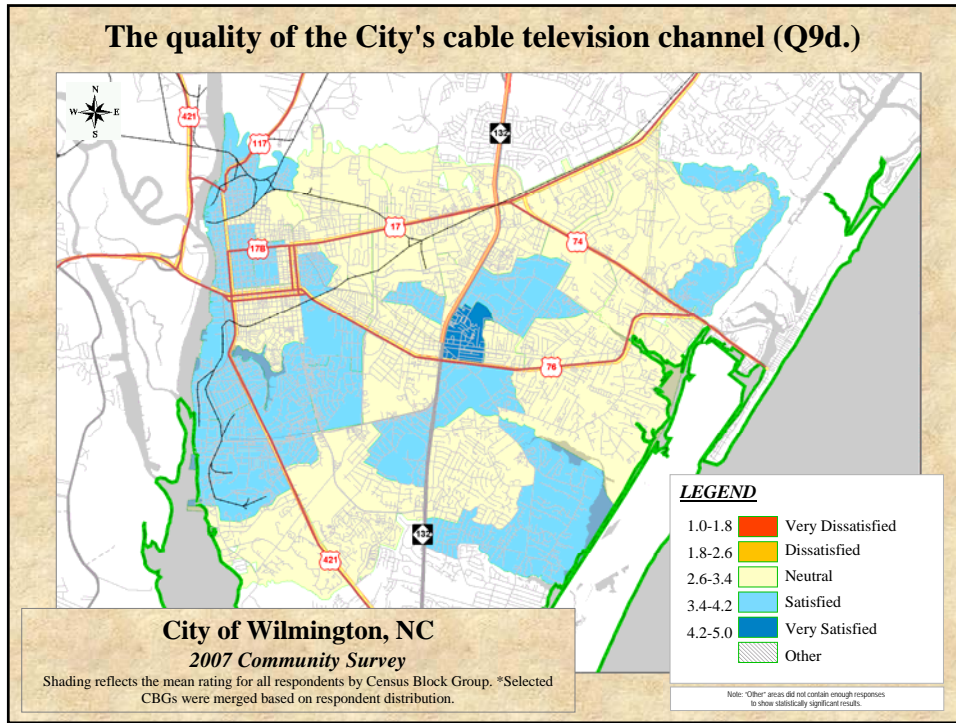 The quality of the City's cable television channel (Q9d.)
N
W E
S
421
117
132
17
17B
74
76
132
421
LEGEND
1.0-1.8 Very Dissatisfied
1.8-2.6 Dissatisfied
2.6-3.4 Neutral
3.4-4.2 Satisfied
4.2-5.0 Very Satisfied
Other
City of Wilmington, NC
2007 Community Survey
Shading reflects the mean rating for all respondents by Census Block Group. *Selected
CBGs were merged based on respondent distribution.
Note: "Other" areas did not contain enough responses
to show statistically significant results.